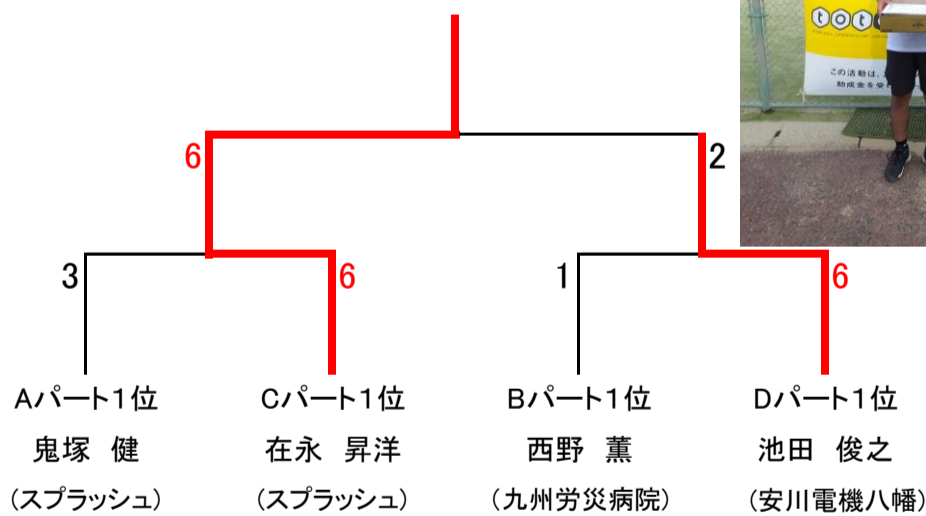 toto
この活動は、
助成金を受
6
2
3
6
1
6
Aパート1位
Cパート1位
Bパート1位
Dパート1位
鬼塚 健
在永 昇洋
西野 薫
池田 俊之
(スプラッシュ)
(スプラッシュ)
(九州労災病院)
(安川電機八幡)